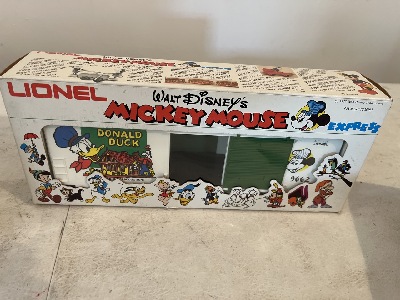 LIONEL
WALT DISNEY'S
MICKEY MOUSE
EXPRESS
DONALD
DUCK